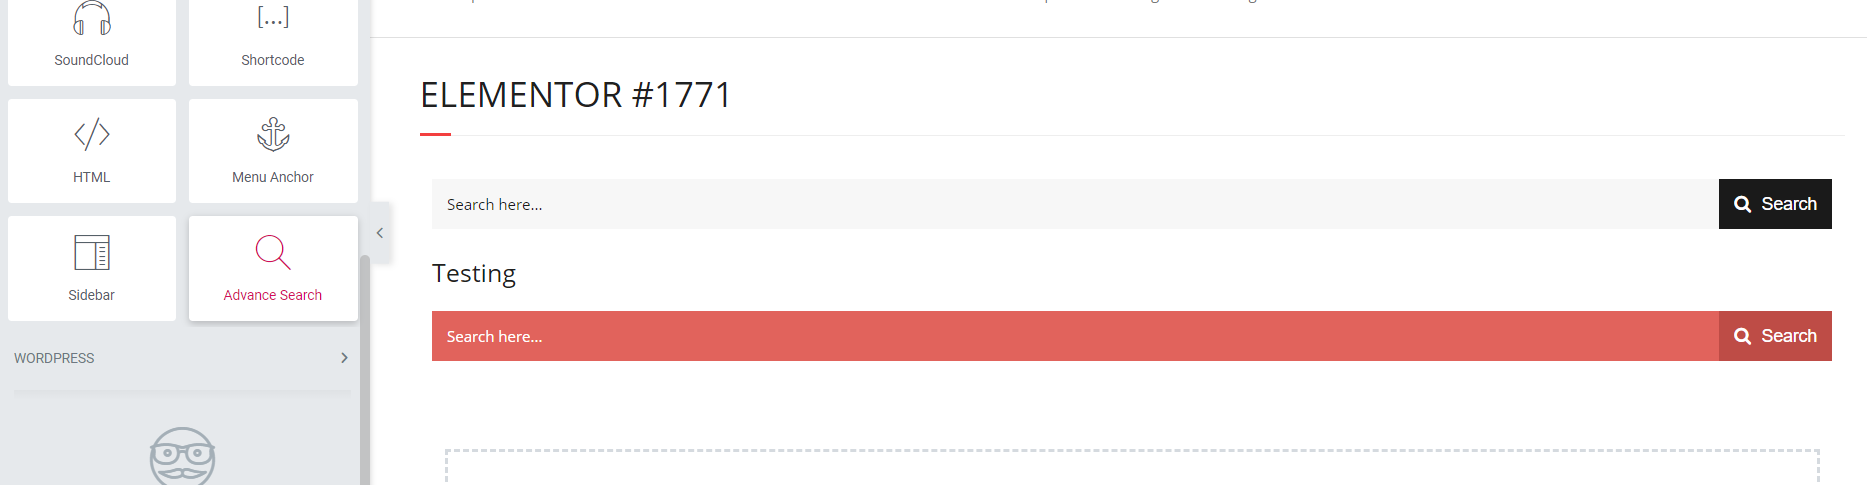 [...]
SoundCloud
Shortcode
HTML
Menu Anchor
Sidebar
Advance Search
WORDPRESS
ELEMENTOR #1771
Search here...
Search
Testing
Search here...
Search